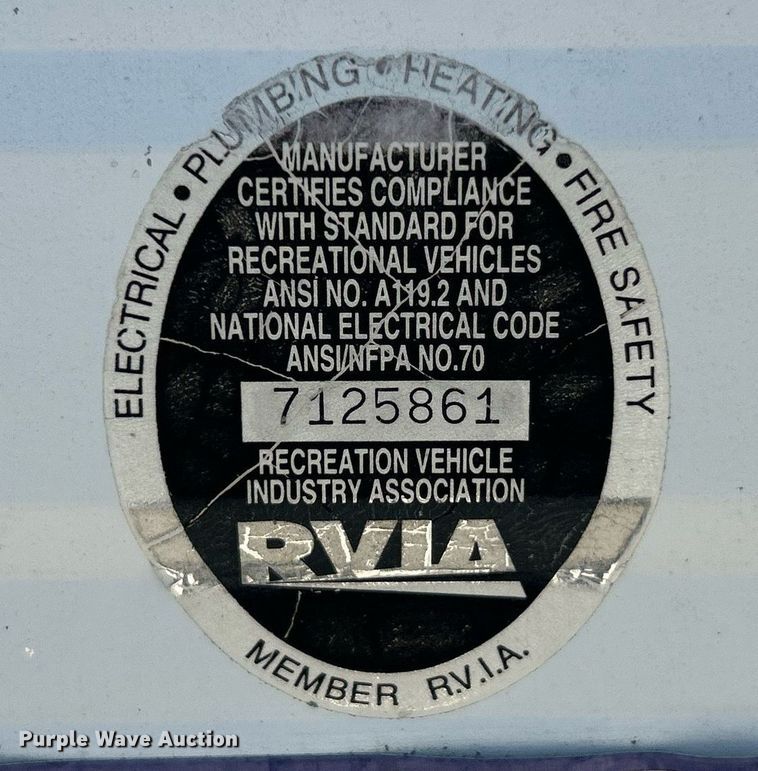 ELECTRICAL • PLUMBING • HEATING • FIRE SAFETY
MANUFACTURER
CERTIFIES COMPLIANCE
WITH STANDARD FOR
RECREATIONAL VEHICLES
ANSI NO. A119.2 AND
NATIONAL ELECTRICAL CODE
ANSI/NFPA NO.70
7125861
RECREATION VEHICLE
INDUSTRY ASSOCIATION
RVIA
MEMBER R.V.I.A.
Purple Wave Auction